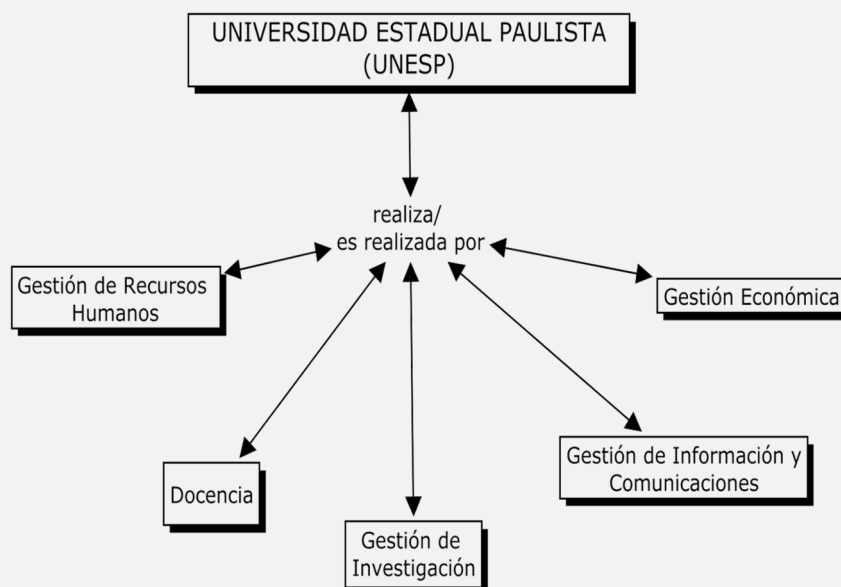 UNIVERSIDAD ESTADUAL PAULISTA
(UNESP)
realiza/
es realizada por
Gestión de Recursos
Humanos
Gestión Económica
Docencia
Gestión de
Investigación
Gestión de Información y
Comunicaciones